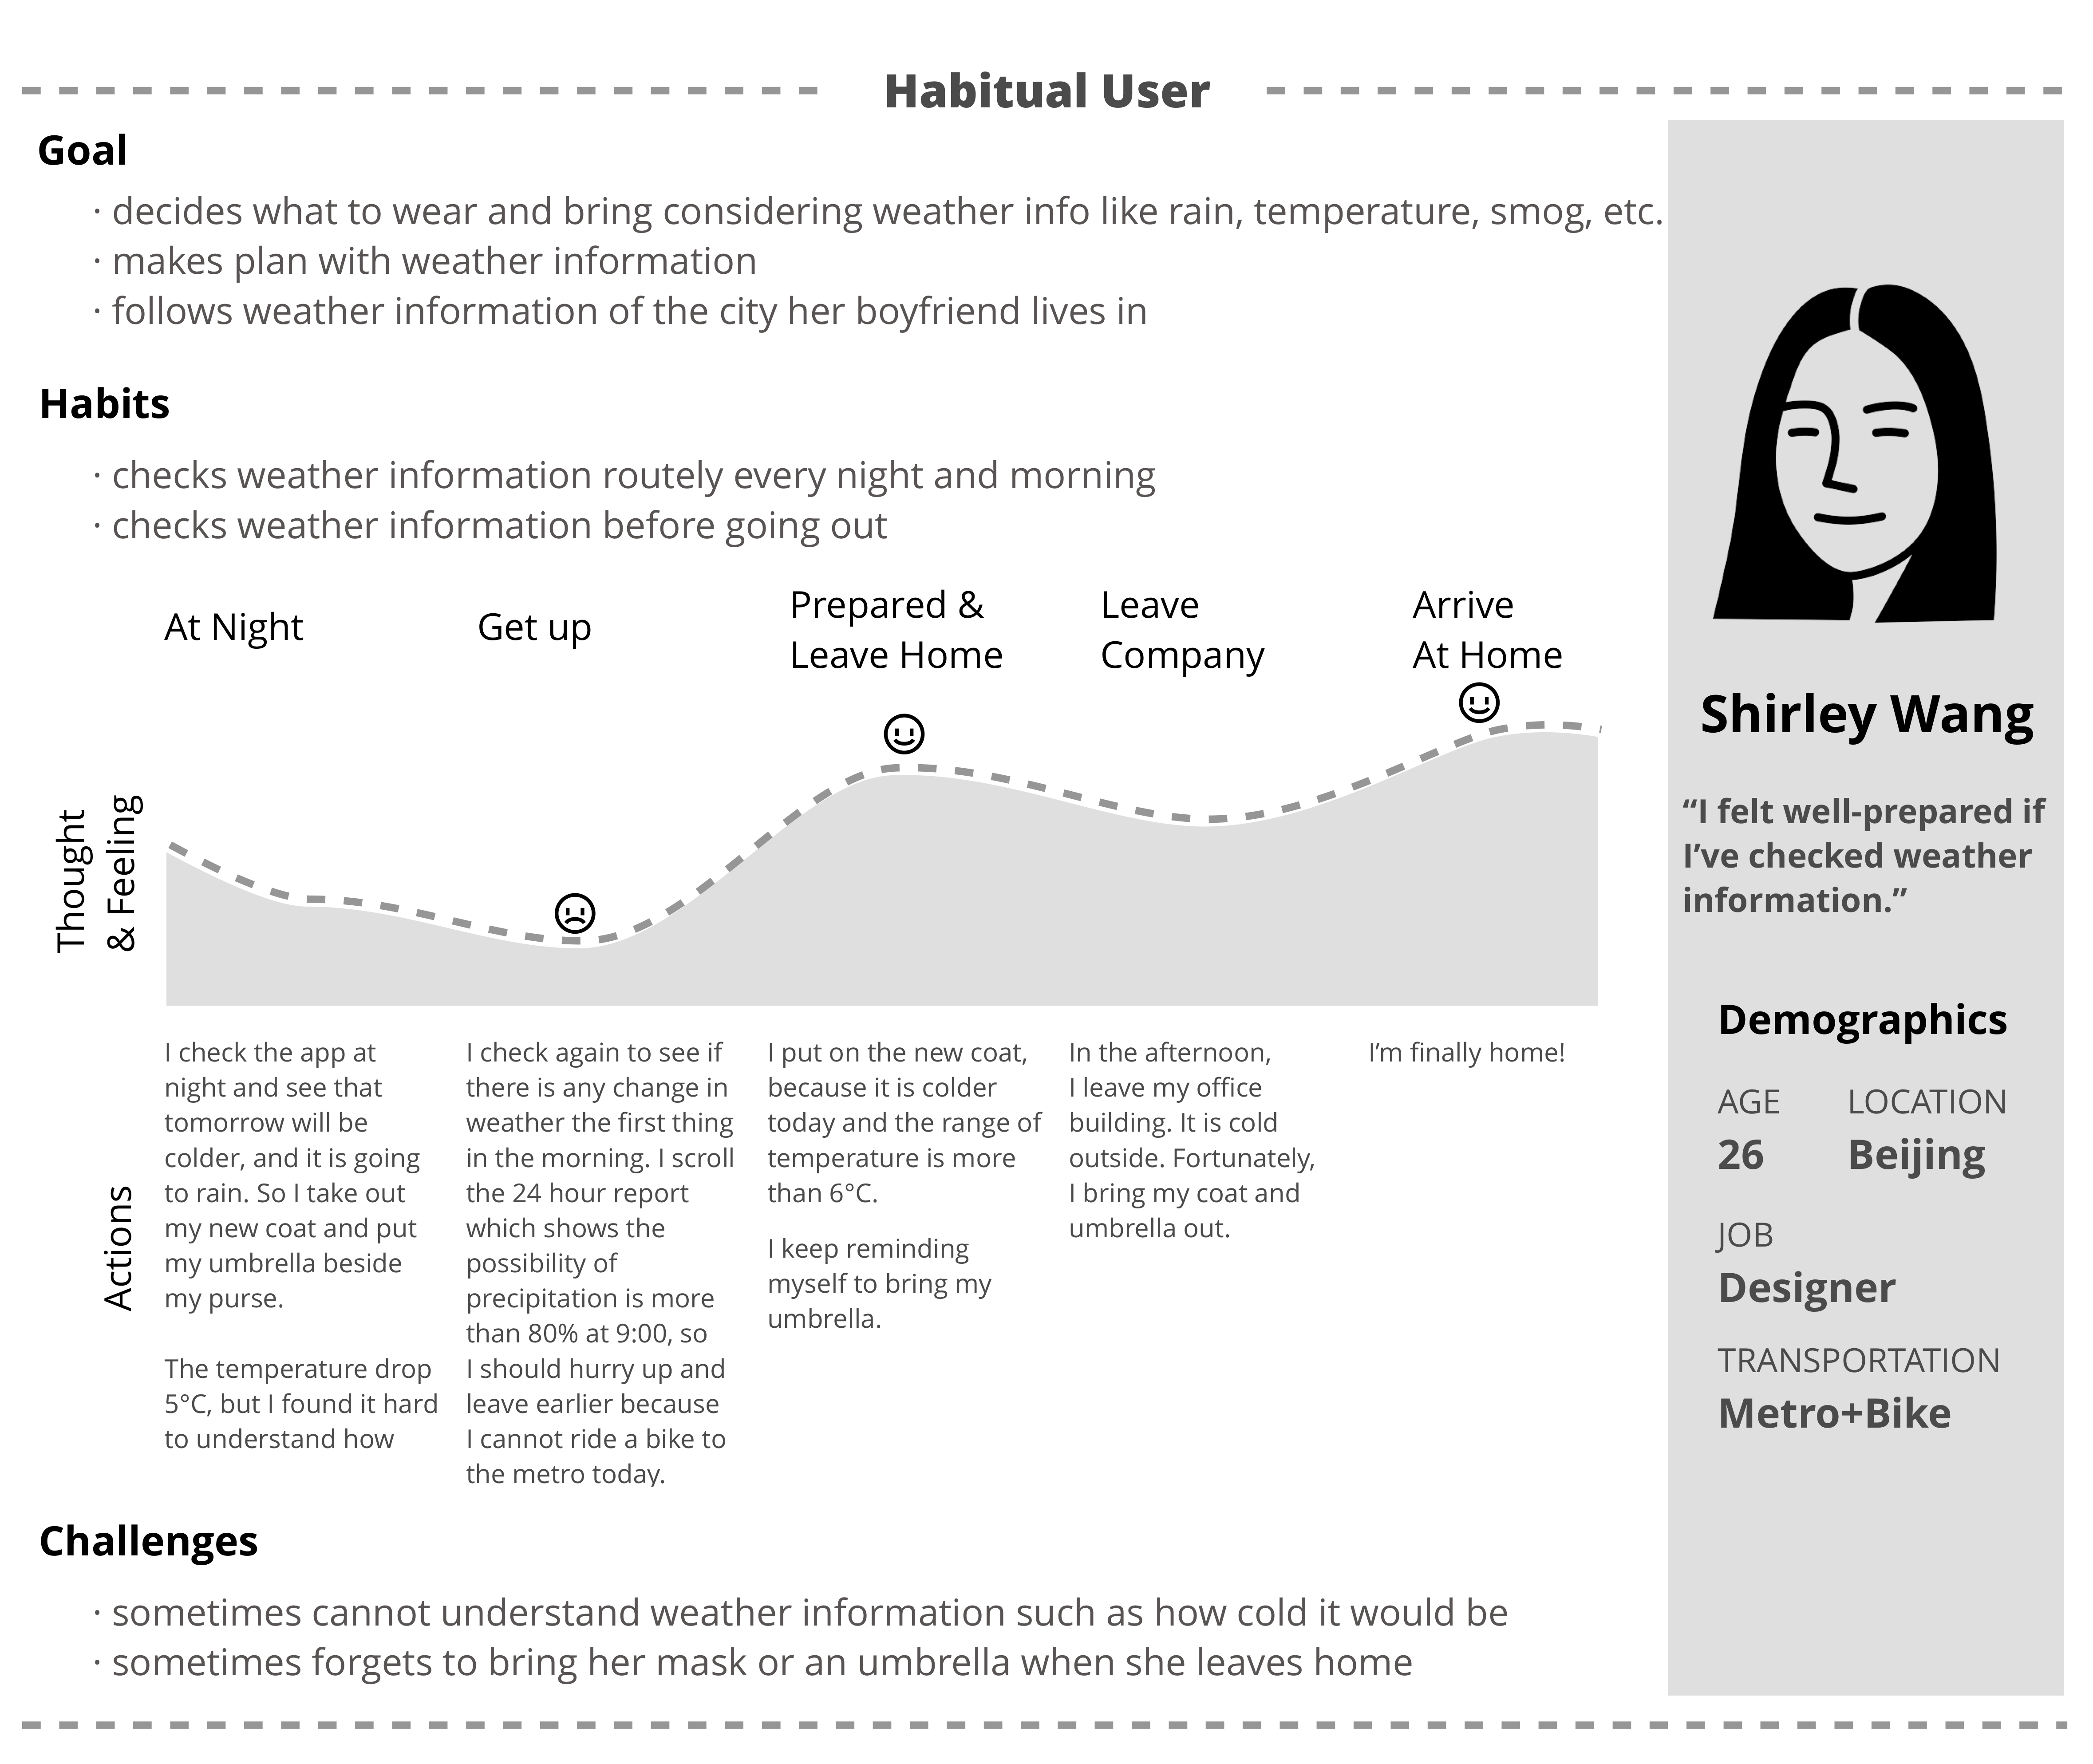 Habitual User
Goal
· decides what to wear and bring considering weather info like rain, temperature, smog, etc.
· makes plan with weather information
· follows weather information of the city her boyfriend lives in
Habits
· checks weather information routely every night and morning
· checks weather information before going out
At Night
Get up
Prepared &
Leave Home
Leave
Company
Arrive
At Home
Thought
& Feeling
Actions
I check the app at
night and see that
tomorrow will be
colder, and it is going
to rain. So I take out
my new coat and put
my umbrella beside
my purse.
The temperature drop
5°C, but I found it hard
to understand how
I check again to see if
there is any change in
weather the first thing
in the morning. I scroll
the 24 hour report
which shows the
possibility of
precipitation is more
than 80% at 9:00, so
I should hurry up and
leave earlier because
I cannot ride a bike to
the metro today.
I put on the new coat,
because it is colder
today and the range of
temperature is more
than 6°C.
I keep reminding
myself to bring my
umbrella.
In the afternoon,
I leave my office
building. It is cold
outside. Fortunately,
I bring my coat and
umbrella out.
I’m finally home!
Challenges
· sometimes cannot understand weather information such as how cold it would be
· sometimes forgets to bring her mask or an umbrella when she leaves home
Shirley Wang
“I felt well-prepared if
I’ve checked weather
information.”
Demographics
AGE
26
LOCATION
Beijing
JOB
Designer
TRANSPORTATION
Metro+Bike